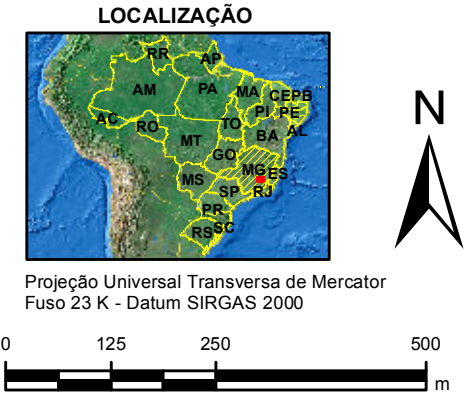 LOCALIZAÇÃO
RR AP
AM PA MA CE PB
AC RO TO PI PE
AL
MT BA
GO
MG ES
MS SP RJ
PR
RS SC
N
Projeção Universal Transversa de Mercator
Fuso 23 K - Datum SIRGAS 2000
0 125 250 500
m